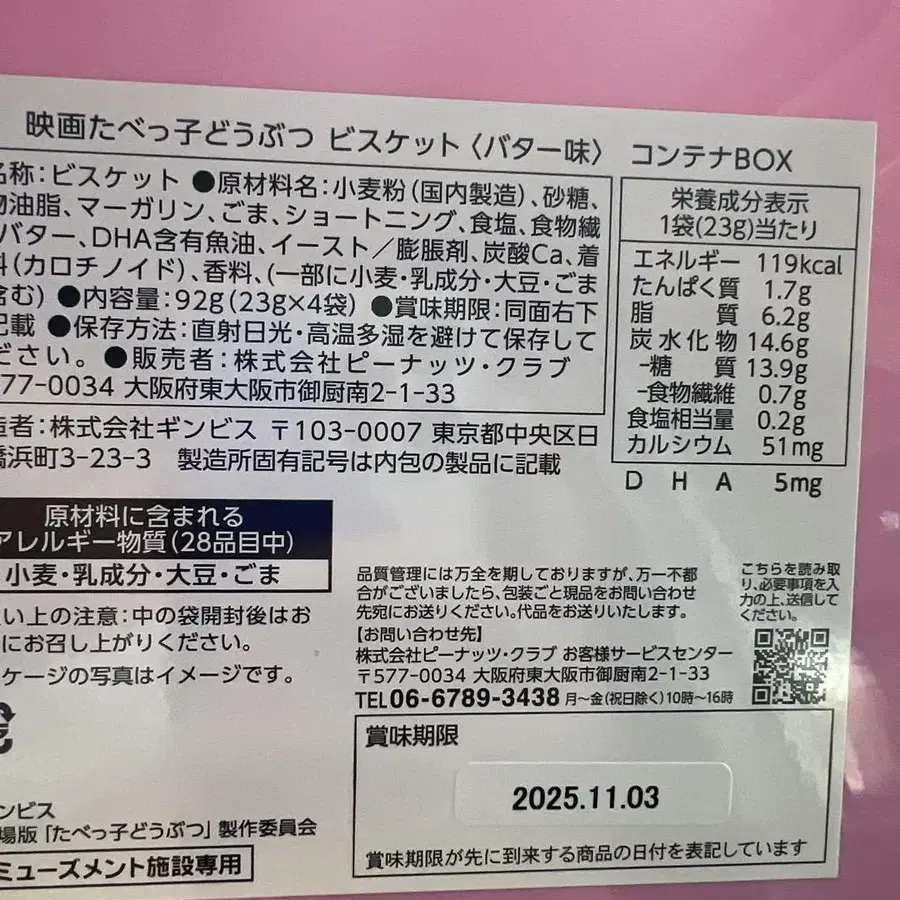 映画たべっ子どうぶつ ビスケット〈バター味〉 コンテナBOX
名称:ビスケット ●原材料名:小麦粉(国内製造)、砂糖、
物油脂、マーガリン、ごま、ショートニング、食塩、食物繊
バター、DHA含有魚油、イースト/膨脹剤、炭酸Ca、着
料(カロチノイド)、香料、(一部に小麦・乳成分・大豆・ごま
含む) ●内容量:92g(23g×4袋) ●賞味期限:同面右下
記載 ●保存方法:直射日光・高温多湿を避けて保存して
ださい。 ●販売者:株式会社ピーナッツ・クラブ
577-0034 大阪府東大阪市御厨南2-1-33
造者:株式会社ギンビス 〒103-0007 東京都中央区日
橋浜町3-23-3 製造所固有記号は内包の製品に記載
栄養成分表示
1袋(23g)当たり
エネルギー 119kcal
たんぱく質 1.7g
脂質 6.2g
炭水化物 14.6g
-糖質 13.9g
-食物繊維 0.7g
食塩相当量 0.2g
カルシウム 51mg
DHA 5mg
原材料に含まれる
アレルギー物質(28品目中)
小麦・乳成分・大豆・ごま
い上の注意:中の袋開封後はお
にお召し上がりください。
ケージの写真はイメージです。
品質管理には万全を期しておりますが、万一不都
合がございましたら、包装ごと現品をお問い合わせ
先宛にお送りください。代品をお送りいたします。
【お問い合わせ先】
株式会社ピーナッツ・クラブ お客様サービスセンター
〒577-0034 大阪府東大阪市御厨南2-1-33
TEL06-6789-3438 月〜金(祝日除く)10時〜16時
こちらを読み取
り、必要事項を入
力の上、送信して
ください。
賞味期限
2025.11.03
賞味期限が先に到来する商品の日付を表記しています
ンビス
場版「たべっ子どうぶつ」製作委員会
ミューズメント施設専用